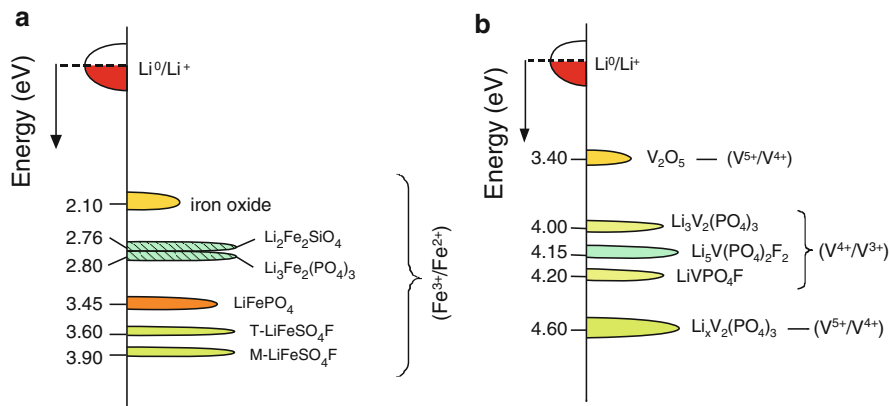 a
Li⁰/Li⁺
Energy (eV)
2.10
iron oxide
2.76
Li₂Fe₂SiO₄
2.80
Li₃Fe₂(PO₄)₃
3.45
LiFePO₄
3.60
T-LiFeSO₄F
3.90
M-LiFeSO₄F
(Fe³⁺/Fe²⁺)
b
Li⁰/Li⁺
Energy (eV)
3.40
V₂O₅ — (V⁵⁺/V⁴⁺)
4.00
Li₃V₂(PO₄)₃
4.15
Li₅V(PO₄)₂F₂
4.20
LiVPO₄F
(V⁴⁺/V³⁺)
4.60
LiₓV₂(PO₄)₃ — (V⁵⁺/V⁴⁺)